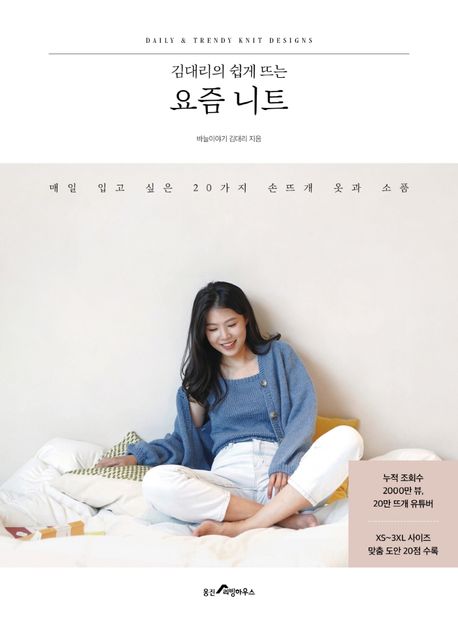 DAILY & TRENDY KNIT DESIGNS
김대리의 쉽게 뜨는
요즘 니트
바늘이야기 김대리 지음
매일 입고 싶은 20가지 손뜨개 옷과 소품
누적 조회수
2000만 뷰,
20만 뜨개 유튜버
XS~3XL 사이즈
맞춤 도안 20점 수록
웅진 리빙하우스